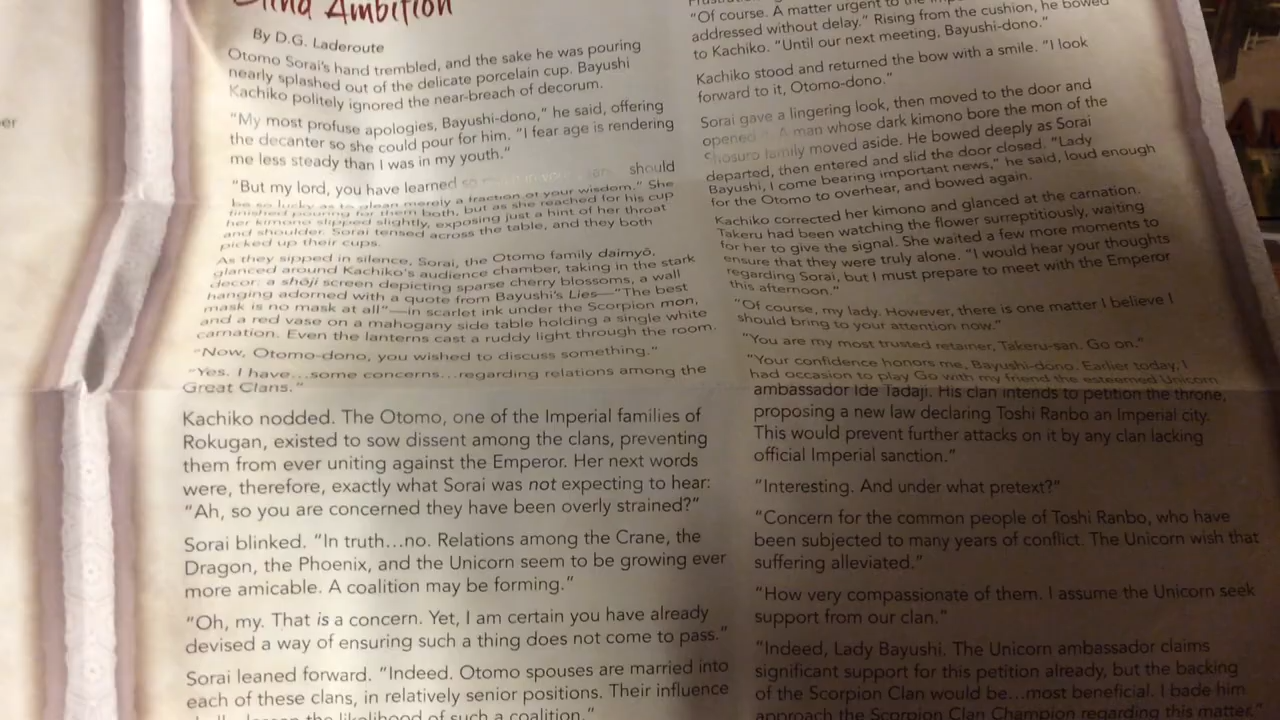 Blind Ambition
By D.G. Laderoute
Otomo Sorai's hand trembled, and the sake he was pouring
nearly splashed out of the delicate porcelain cup. Bayushi
Kachiko politely ignored the near-breach of decorum.
"My most profuse apologies, Bayushi-dono," he said, offering
the decanter so she could pour for him. "I fear age is rendering
me less steady than I was in my youth."
"But my lord, you have learned so should
be so lucky as to glean merely a fraction of your wisdom." She
finished pouring for them both, but as she reached for his cup
her kimono slipped slightly, exposing just a hint of her throat
and shoulder. Sorai tensed across the table, and they both
picked up their cups.
As they sipped in silence, Sorai, the Otomo family daimyō,
glanced around Kachiko's audience chamber, taking in the stark
decor: a shōji screen depicting sparse cherry blossoms, a wall
hanging adorned with a quote from Bayushi's Lies—"The best
mask is no mask at all"—in scarlet ink under the Scorpion mon,
and a red vase on a mahogany side table holding a single white
carnation. Even the lanterns cast a ruddy light through the room.
"Now, Otomo-dono, you wished to discuss something."
"Yes. I have…some concerns…regarding relations among the
Great Clans."
Kachiko nodded. The Otomo, one of the Imperial families of
Rokugan, existed to sow dissent among the clans, preventing
them from ever uniting against the Emperor. Her next words
were, therefore, exactly what Sorai was not expecting to hear:
"Ah, so you are concerned they have been overly strained?"
Sorai blinked. "In truth…no. Relations among the Crane, the
Dragon, the Phoenix, and the Unicorn seem to be growing ever
more amicable. A coalition may be forming."
"Oh, my. That is a concern. Yet, I am certain you have already
devised a way of ensuring such a thing does not come to pass."
Sorai leaned forward. "Indeed. Otomo spouses are married into
each of these clans, in relatively senior positions. Their influence
the likelihood of such a coalition."
"Of course. A matter urgent to the
addressed without delay." Rising from the cushion, he bowed
to Kachiko. "Until our next meeting, Bayushi-dono."
Kachiko stood and returned the bow with a smile. "I look
forward to it, Otomo-dono."
Sorai gave a lingering look, then moved to the door and
opened it. A man whose dark kimono bore the mon of the
Shosuro family moved aside. He bowed deeply as Sorai
departed, then entered and slid the door closed. "Lady
Bayushi, I come bearing important news," he said, loud enough
for the Otomo to overhear, and bowed again.
Kachiko corrected her kimono and glanced at the carnation.
Takeru had been watching the flower surreptitiously, waiting
for her to give the signal. She waited a few more moments to
ensure that they were truly alone. "I would hear your thoughts
regarding Sorai, but I must prepare to meet with the Emperor
this afternoon."
"Of course, my lady. However, there is one matter I believe I
should bring to your attention now."
"You are my most trusted retainer, Takeru-san. Go on."
"Your confidence honors me, Bayushi-dono. Earlier today, I
had occasion to play Go with my friend the esteemed Unicorn
ambassador Ide Tadaji. His clan intends to petition the throne,
proposing a new law declaring Toshi Ranbo an Imperial city.
This would prevent further attacks on it by any clan lacking
official Imperial sanction."
"Interesting. And under what pretext?"
"Concern for the common people of Toshi Ranbo, who have
been subjected to many years of conflict. The Unicorn wish that
suffering alleviated."
"How very compassionate of them. I assume the Unicorn seek
support from our clan."
"Indeed, Lady Bayushi. The Unicorn ambassador claims
significant support for this petition already, but the backing
of the Scorpion Clan would be…most beneficial. I bade him
approach the Scorpion Clan Champion regarding this matter."